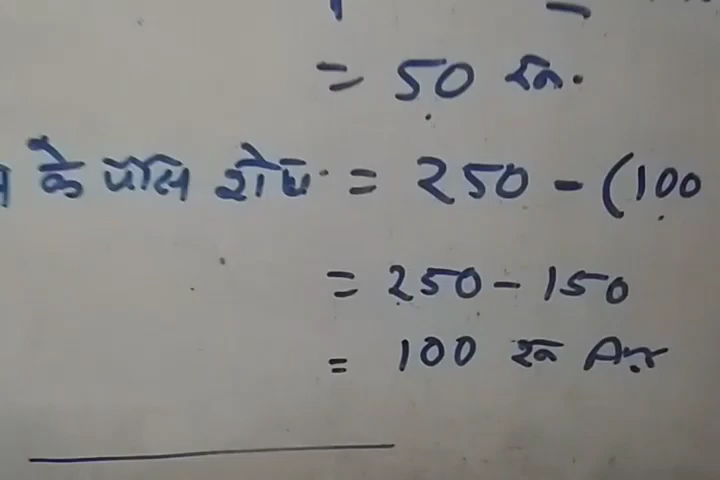 = 50 रू.
के पास शेष = 250 - (100
= 250 - 150
= 100 रू Ans